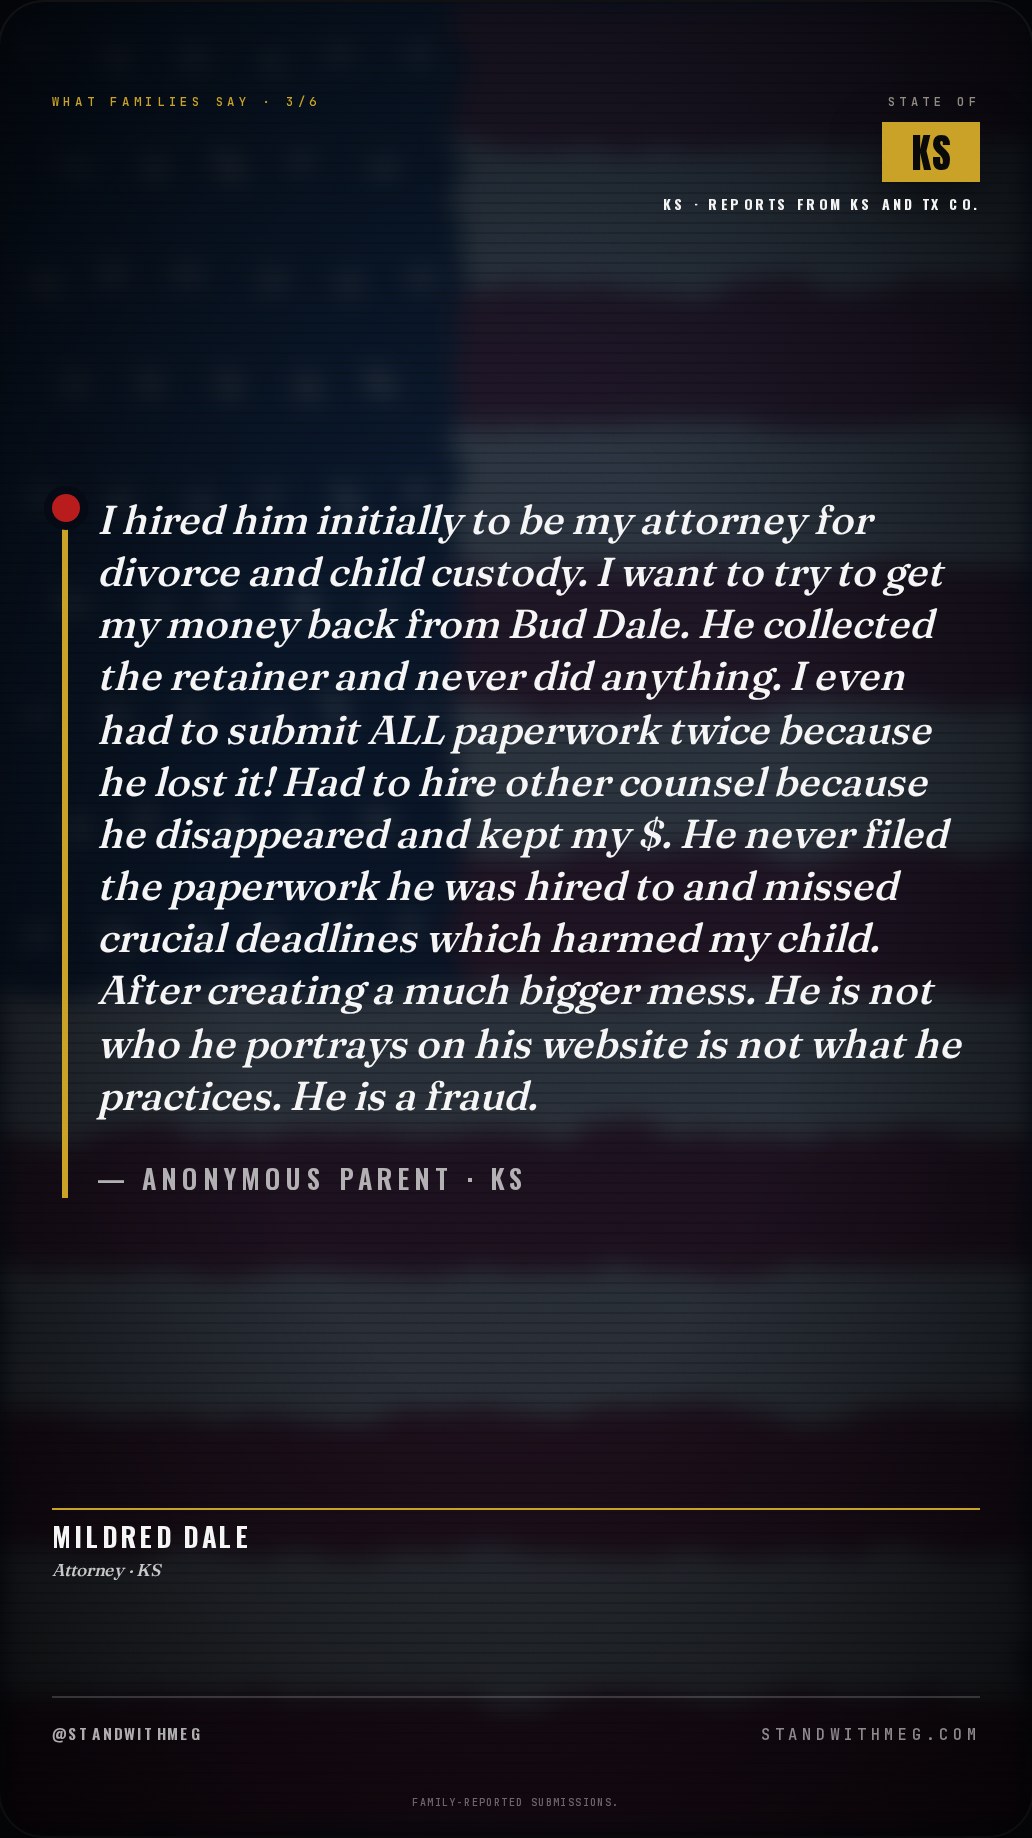 WHAT FAMILIES SAY · 3/6
STATE OF
KS
KS · REPORTS FROM KS AND TX CO.
I hired him initially to be my attorney for
divorce and child custody. I want to try to get
my money back from Bud Dale. He collected
the retainer and never did anything. I even
had to submit ALL paperwork twice because
he lost it! Had to hire other counsel because
he disappeared and kept my $. He never filed
the paperwork he was hired to and missed
crucial deadlines which harmed my child.
After creating a much bigger mess. He is not
who he portrays on his website is not what he
practices. He is a fraud.
— ANONYMOUS PARENT · KS
MILDRED DALE
Attorney · KS
@STANDWITHMEG
STANDWITHMEG.COM
FAMILY-REPORTED SUBMISSIONS.